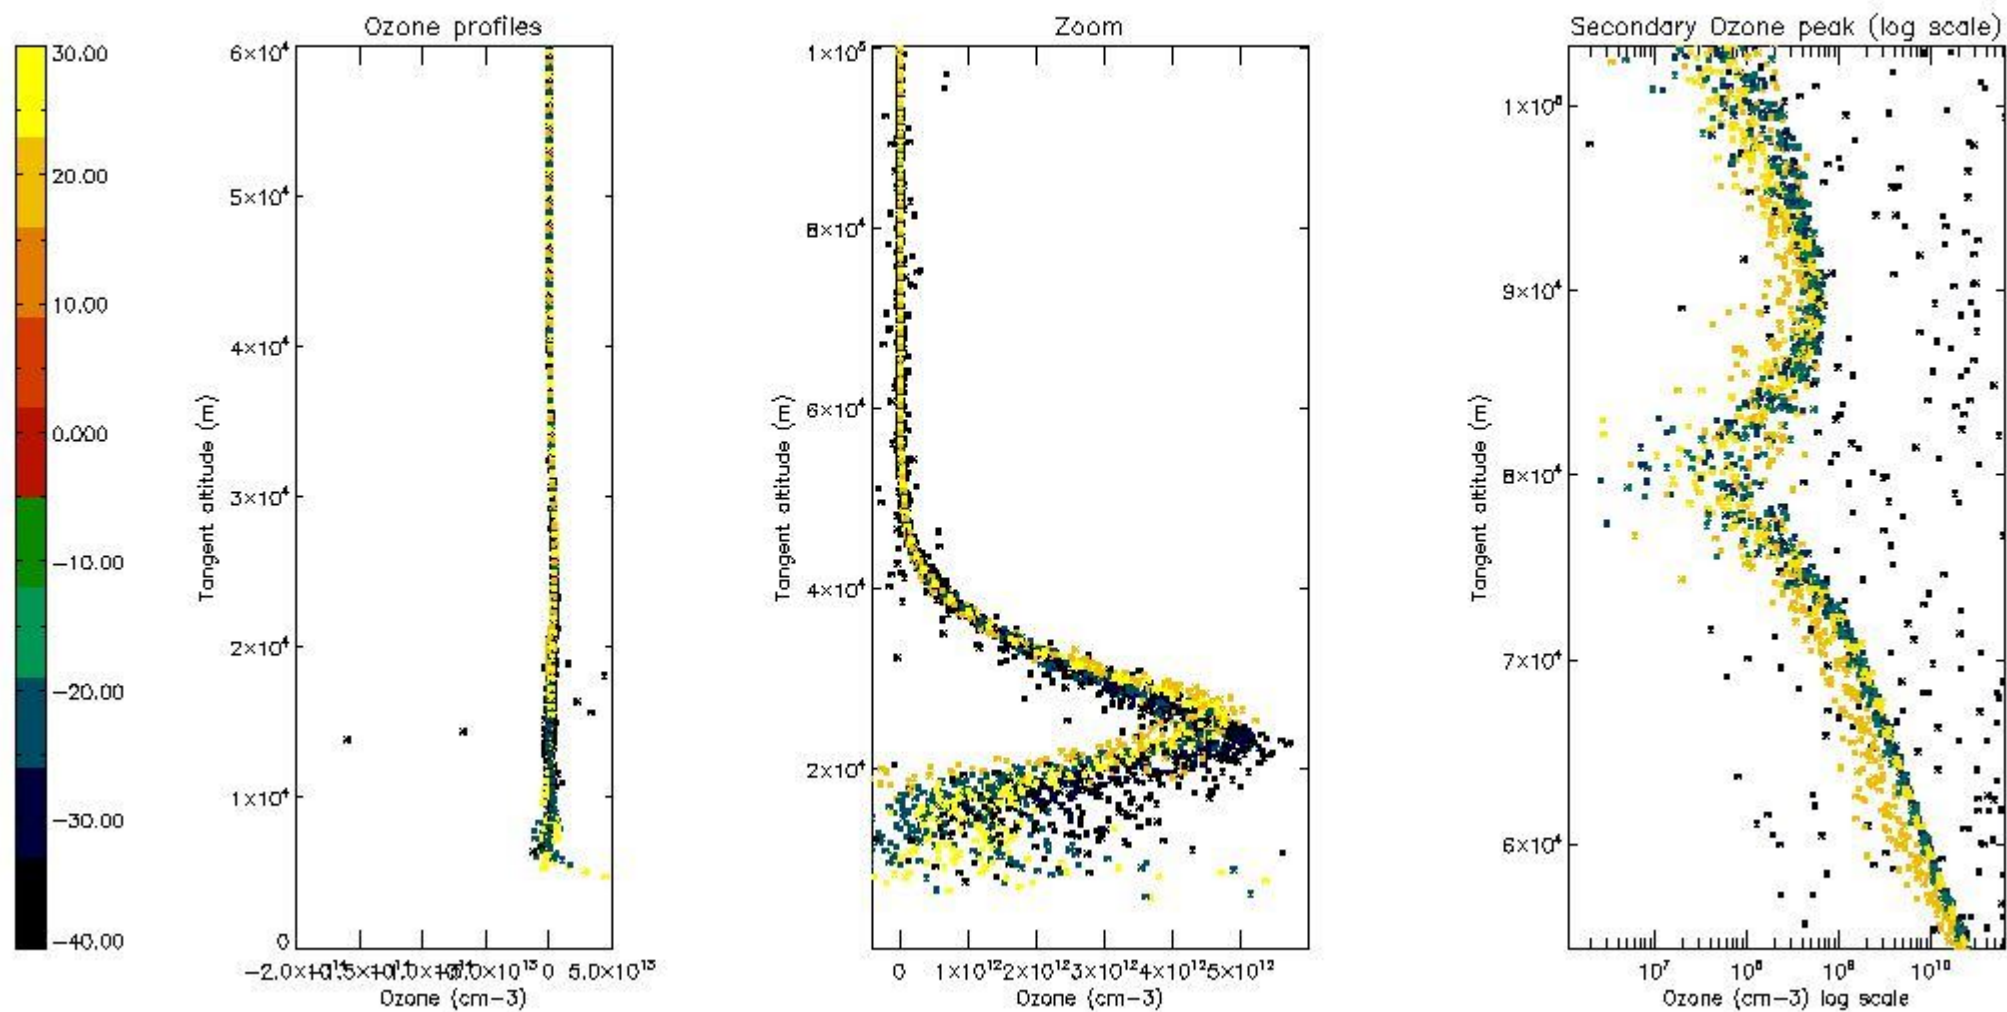 Ozone profiles
Zoom
Secondary Ozone peak (log scale)
30.00
20.00
10.00
0.000
−10.00
−20.00
−30.00
−40.00
6×10⁴
5×10⁴
4×10⁴
3×10⁴
2×10⁴
1×10⁴
0
Tangent altitude (m)
0 5.0×10¹³
Ozone (cm−3)
1×10⁵
8×10⁴
6×10⁴
4×10⁴
2×10⁴
Tangent altitude (m)
0 1×10¹² 2×10¹² 3×10¹² 4×10¹² 5×10¹²
Ozone (cm−3)
9×10⁴
8×10⁴
7×10⁴
6×10⁴
Tangent altitude (m)
10⁷ 10⁸ 10⁹ 10¹⁰
Ozone (cm−3) log scale